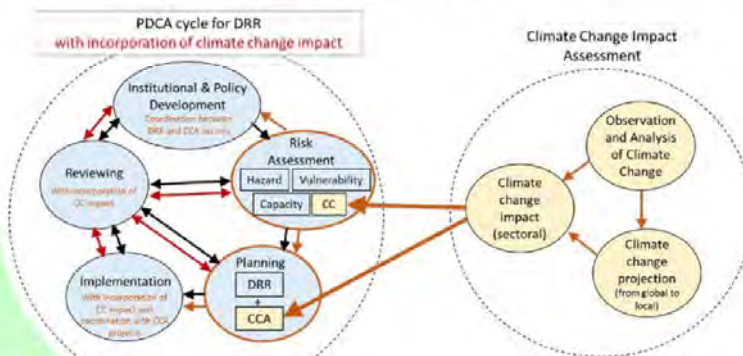 PDCA cycle for DRR
with incorporation of climate change impact
Climate Change Impact
Assessment
Institutional & Policy
Development
Coordination between
DRR and CCA
Risk
Assessment
Hazard
Vulnerability
Capacity
CC
Reviewing
With incorporation of
CC impact
Planning
DRR
+
CCA
Implementation
With incorporation of
CC impact and
coordination with CCA
projects
Observation
and Analysis
of Climate
Change
Climate
change
impact
(sectoral)
Climate
change
projection
(from global to
local)